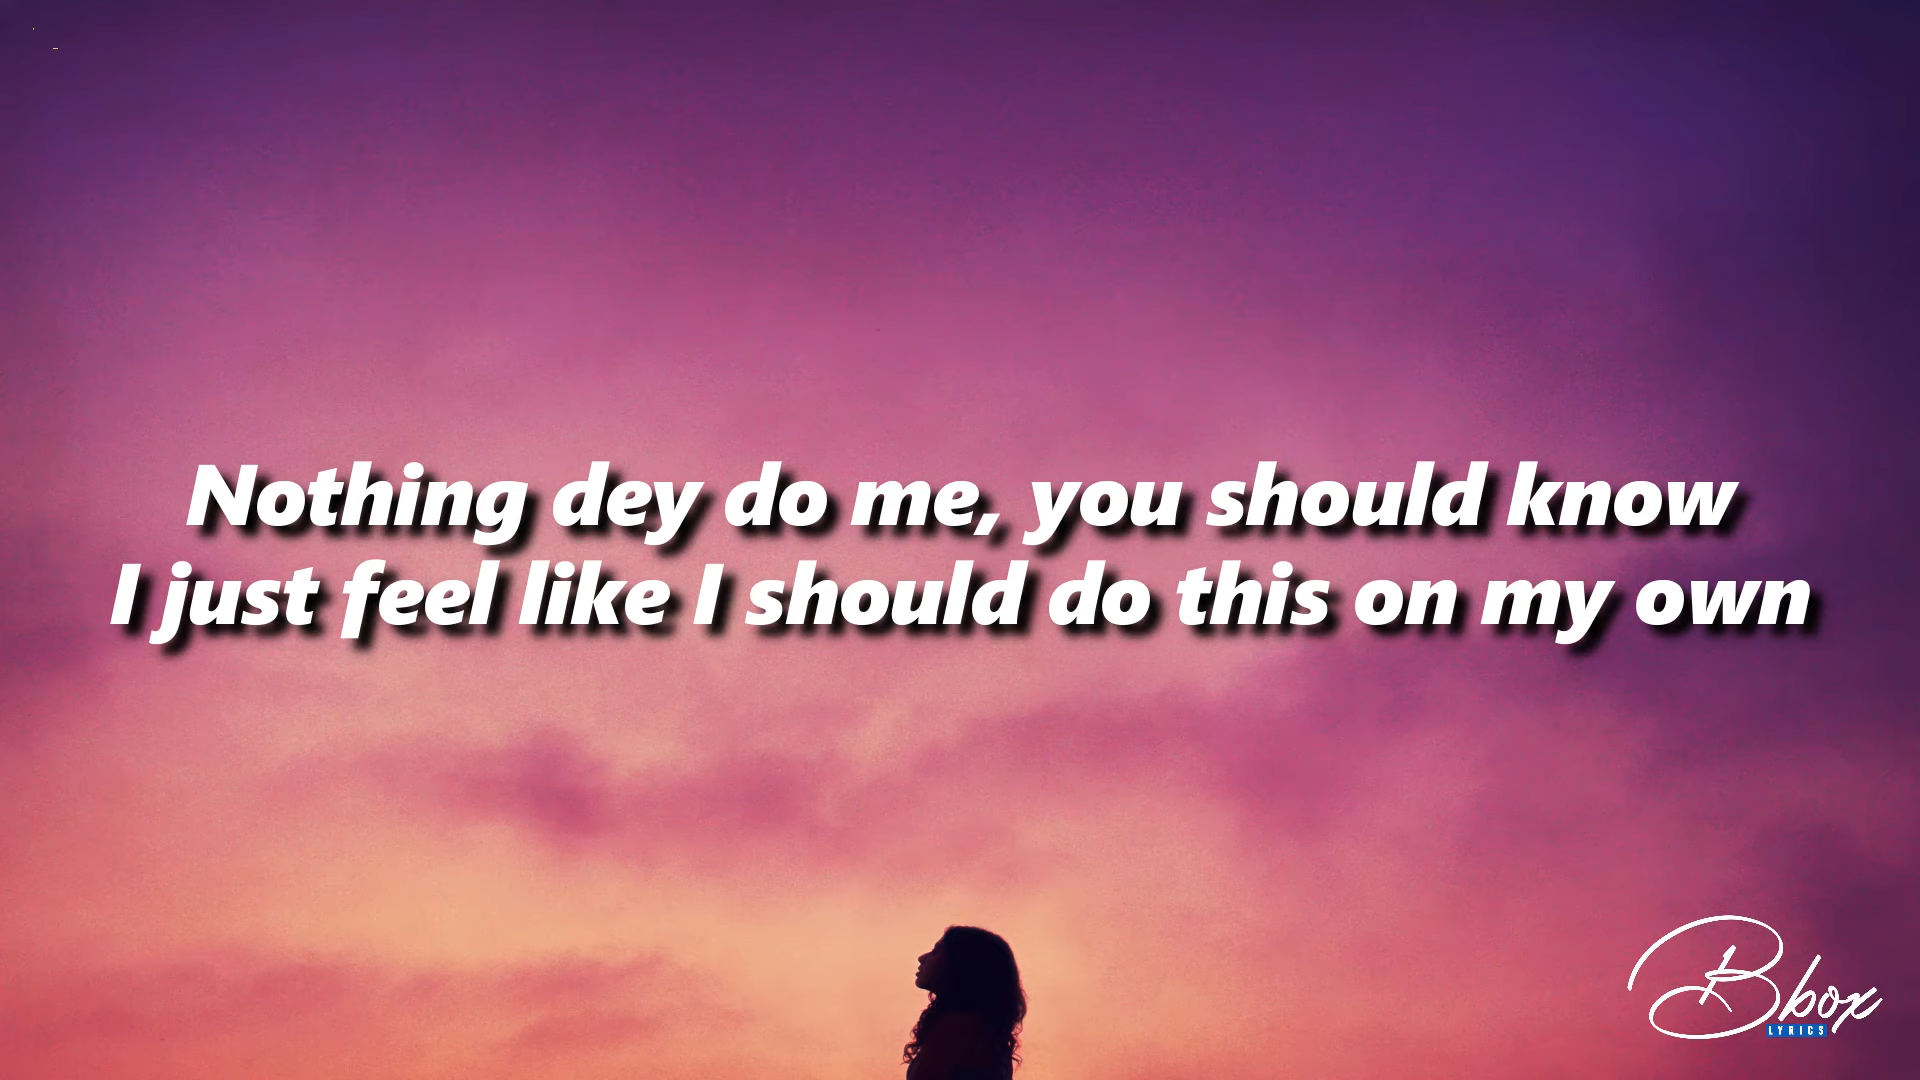 Nothing dey do me, you should know
I just feel like I should do this on my own
Bbox
LYRICS